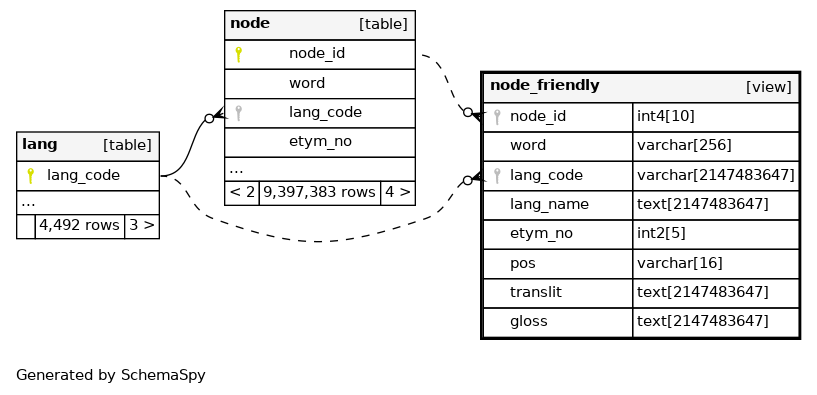 node [table]
node_id
word
lang_code
etym_no
...
< 2 9,397,383 rows 4 >
lang [table]
lang_code
...
4,492 rows 3 >
node_friendly [view]
node_id int4[10]
word varchar[256]
lang_code varchar[2147483647]
lang_name text[2147483647]
etym_no int2[5]
pos varchar[16]
translit text[2147483647]
gloss text[2147483647]
Generated by SchemaSpy